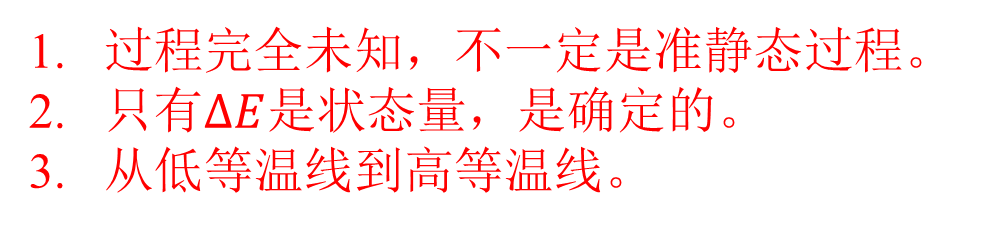 1. 过程完全未知，不一定是准静态过程。
2. 只有ΔE是状态量，是确定的。
3. 从低等温线到高等温线。